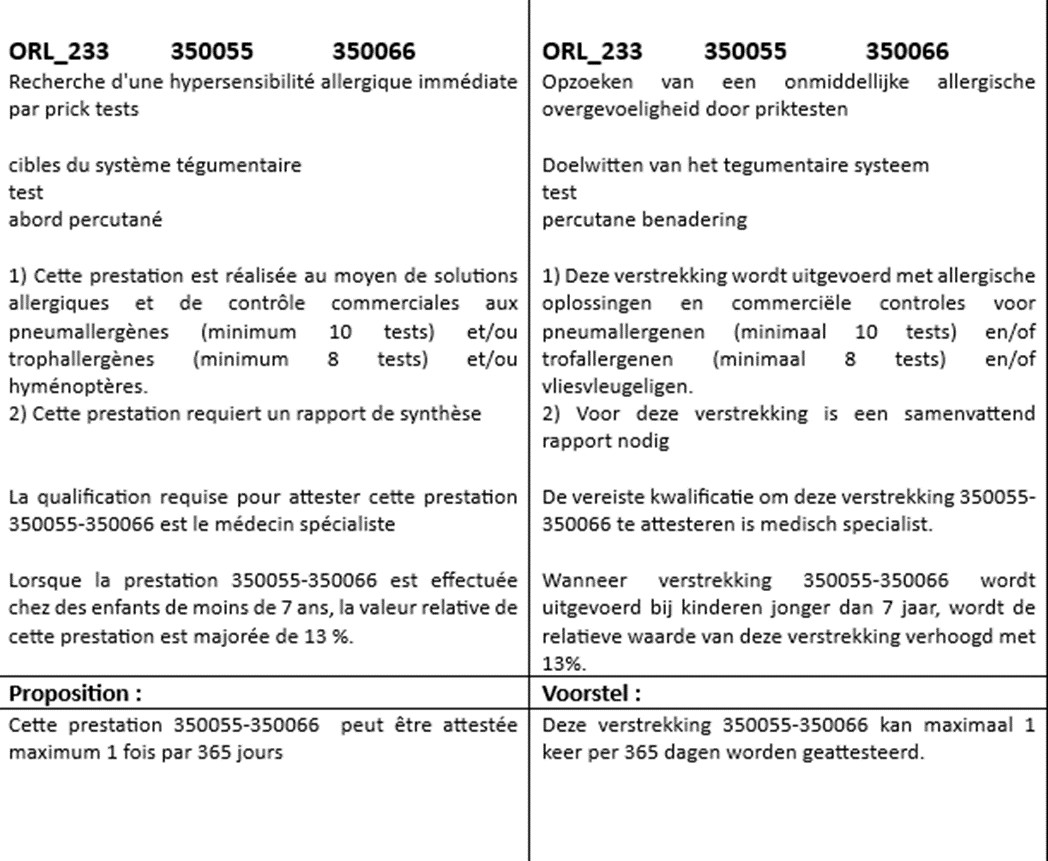 ORL_233 350055 350066
Recherche d'une hypersensibilité allergique immédiate
par prick tests
cibles du système tégumentaire
test
abord percutané
1) Cette prestation est réalisée au moyen de solutions
allergiques et de contrôle commerciales aux
pneumallergènes (minimum 10 tests) et/ou
trophallergènes (minimum 8 tests) et/ou
hyménoptères.
2) Cette prestation requiert un rapport de synthèse
La qualification requise pour attester cette prestation
350055-350066 est le médecin spécialiste
Lorsque la prestation 350055-350066 est effectuée
chez des enfants de moins de 7 ans, la valeur relative de
cette prestation est majorée de 13 %.
Proposition :
Cette prestation 350055-350066 peut être attestée
maximum 1 fois par 365 jours
ORL_233 350055 350066
Opzoeken van een onmiddellijke allergische
overgevoeligheid door priktesten
Doelwitten van het tegumentaire systeem
test
percutane benadering
1) Deze verstrekking wordt uitgevoerd met allergische
oplossingen en commerciële controles voor
pneumallergenen (minimaal 10 tests) en/of
trofallergenen (minimaal 8 tests) en/of
vliesvleugeligen.
2) Voor deze verstrekking is een samenvattend
rapport nodig
De vereiste kwalificatie om deze verstrekking 350055-
350066 te attesteren is medisch specialist.
Wanneer verstrekking 350055-350066 wordt
uitgevoerd bij kinderen jonger dan 7 jaar, wordt de
relatieve waarde van deze verstrekking verhoogd met
13%.
Voorstel :
Deze verstrekking 350055-350066 kan maximaal 1
keer per 365 dagen worden geattesteerd.